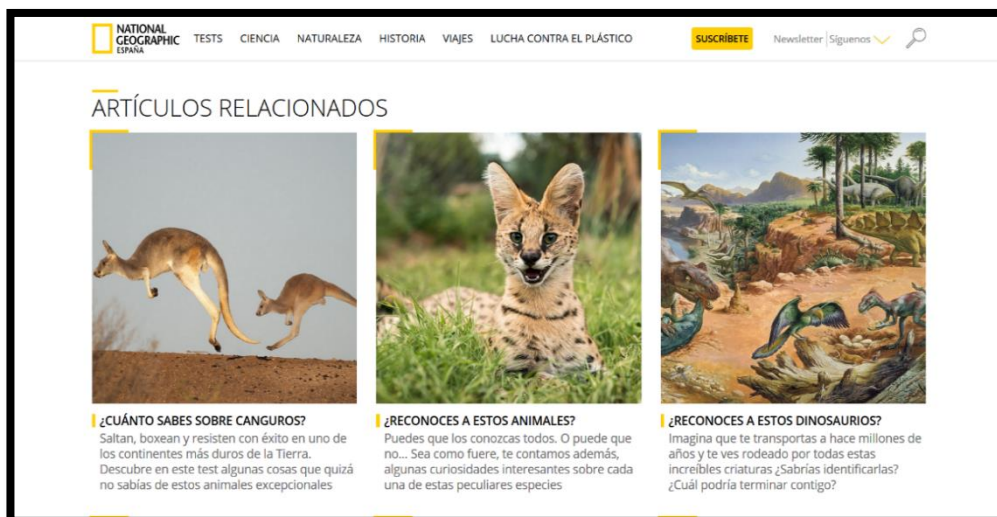 NATIONAL
GEOGRAPHIC
ESPAÑA
TESTS CIENCIA NATURALEZA HISTORIA VIAJES LUCHA CONTRA EL PLÁSTICO
SUSCRÍBETE Newsletter Síguenos
ARTÍCULOS RELACIONADOS
¿CUÁNTO SABES SOBRE CANGUROS?
Saltan, boxean y resisten con éxito en uno de
los continentes más duros de la Tierra.
Descubre en este test algunas cosas que quizá
no sabías de estos animales excepcionales
¿RECONOCES A ESTOS ANIMALES?
Puedes que los conozcas todos. O puede que
no... Sea como fuere, te contamos además,
algunas curiosidades interesantes sobre cada
una de estas peculiares especies
¿RECONOCES A ESTOS DINOSAURIOS?
Imagina que te transportas a hace millones de
años y te ves rodeado por todas estas
increíbles criaturas ¿Sabrías identificarlas?
¿Cuál podría terminar contigo?